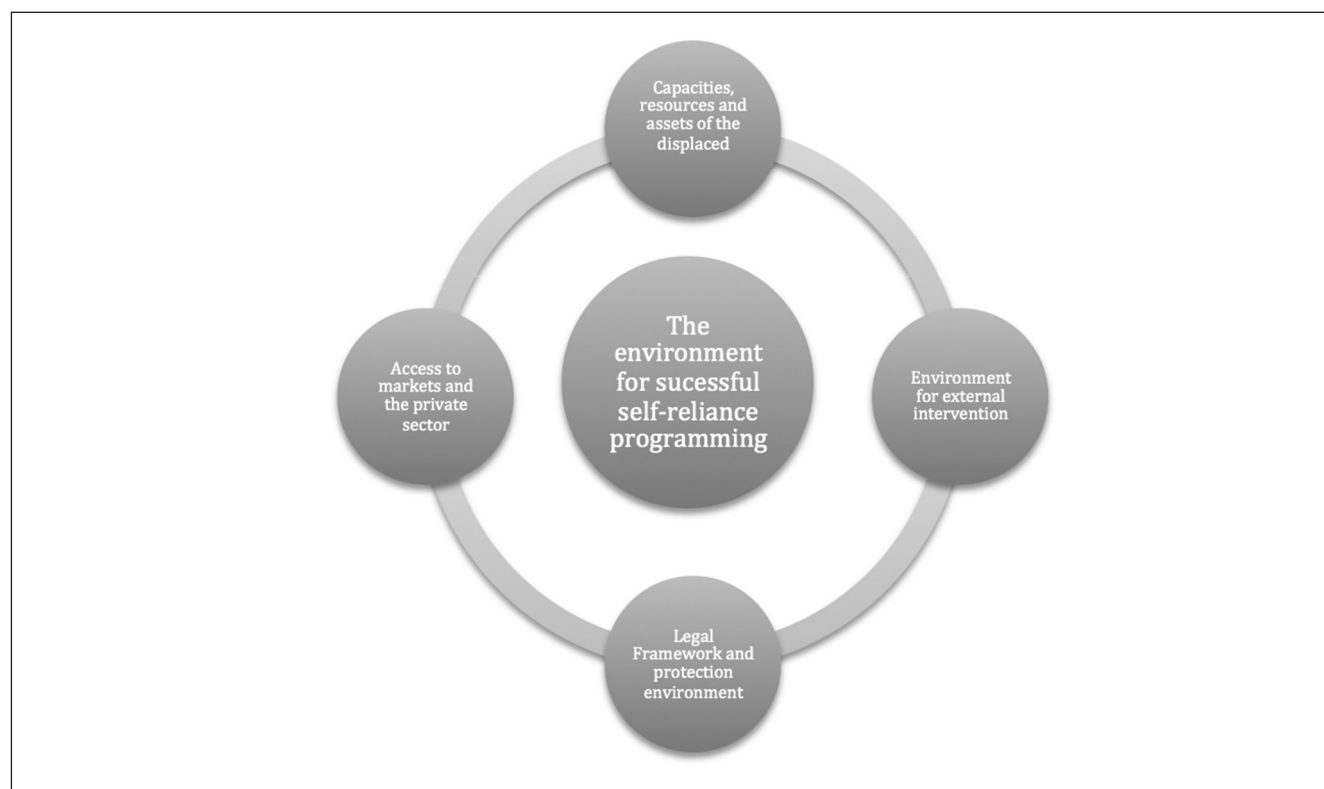 Capacities,
resources and
assets of the
displaced
The
environment
for sucessful
self-reliance
programming
Access to
markets and
the private
sector
Environment
for external
intervention
Legal
Framework and
protection
environment